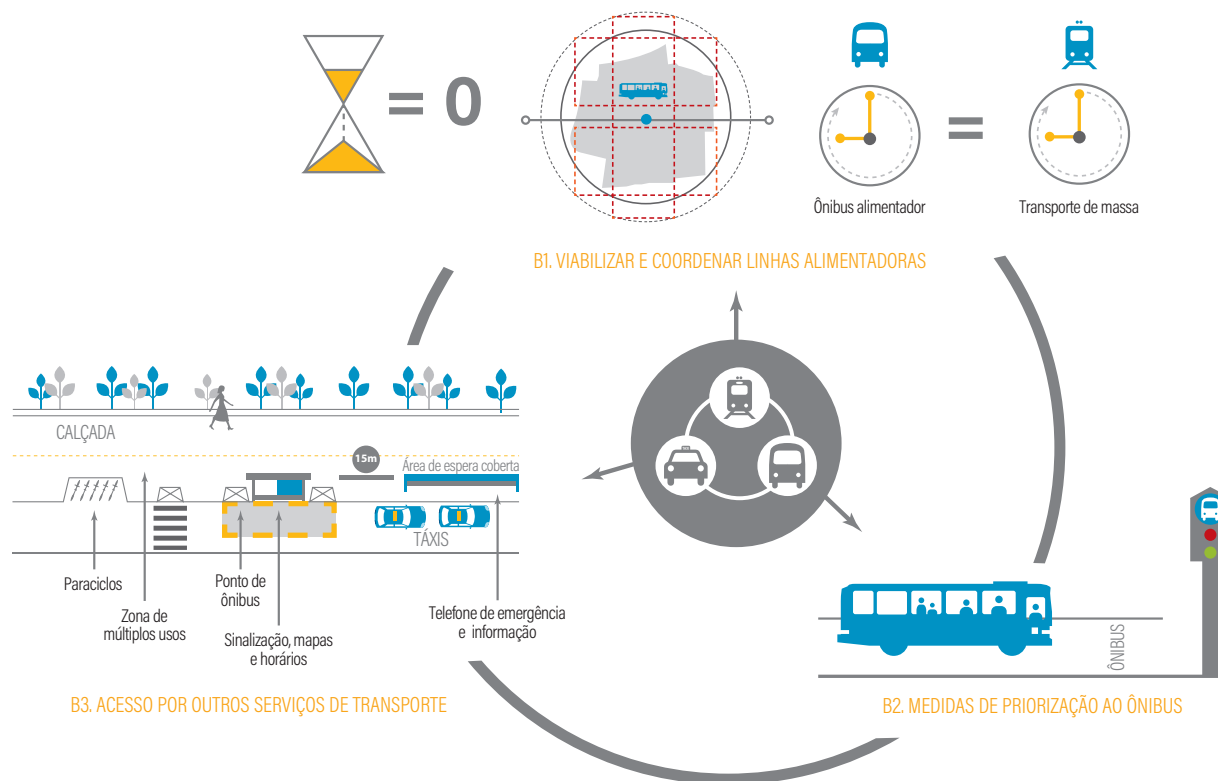 = 0
=
Ônibus alimentador
Transporte de massa
B1. VIABILIZAR E COORDENAR LINHAS ALIMENTADORAS
CALÇADA
15m
Área de espera coberta
TÁXIS
Paraciclos
Zona de
múltiplos usos
Ponto de
ônibus
Sinalização, mapas
e horários
Telefone de emergência
e informação
B3. ACESSO POR OUTROS SERVIÇOS DE TRANSPORTE
ÔNIBUS
B2. MEDIDAS DE PRIORIZAÇÃO AO ÔNIBUS